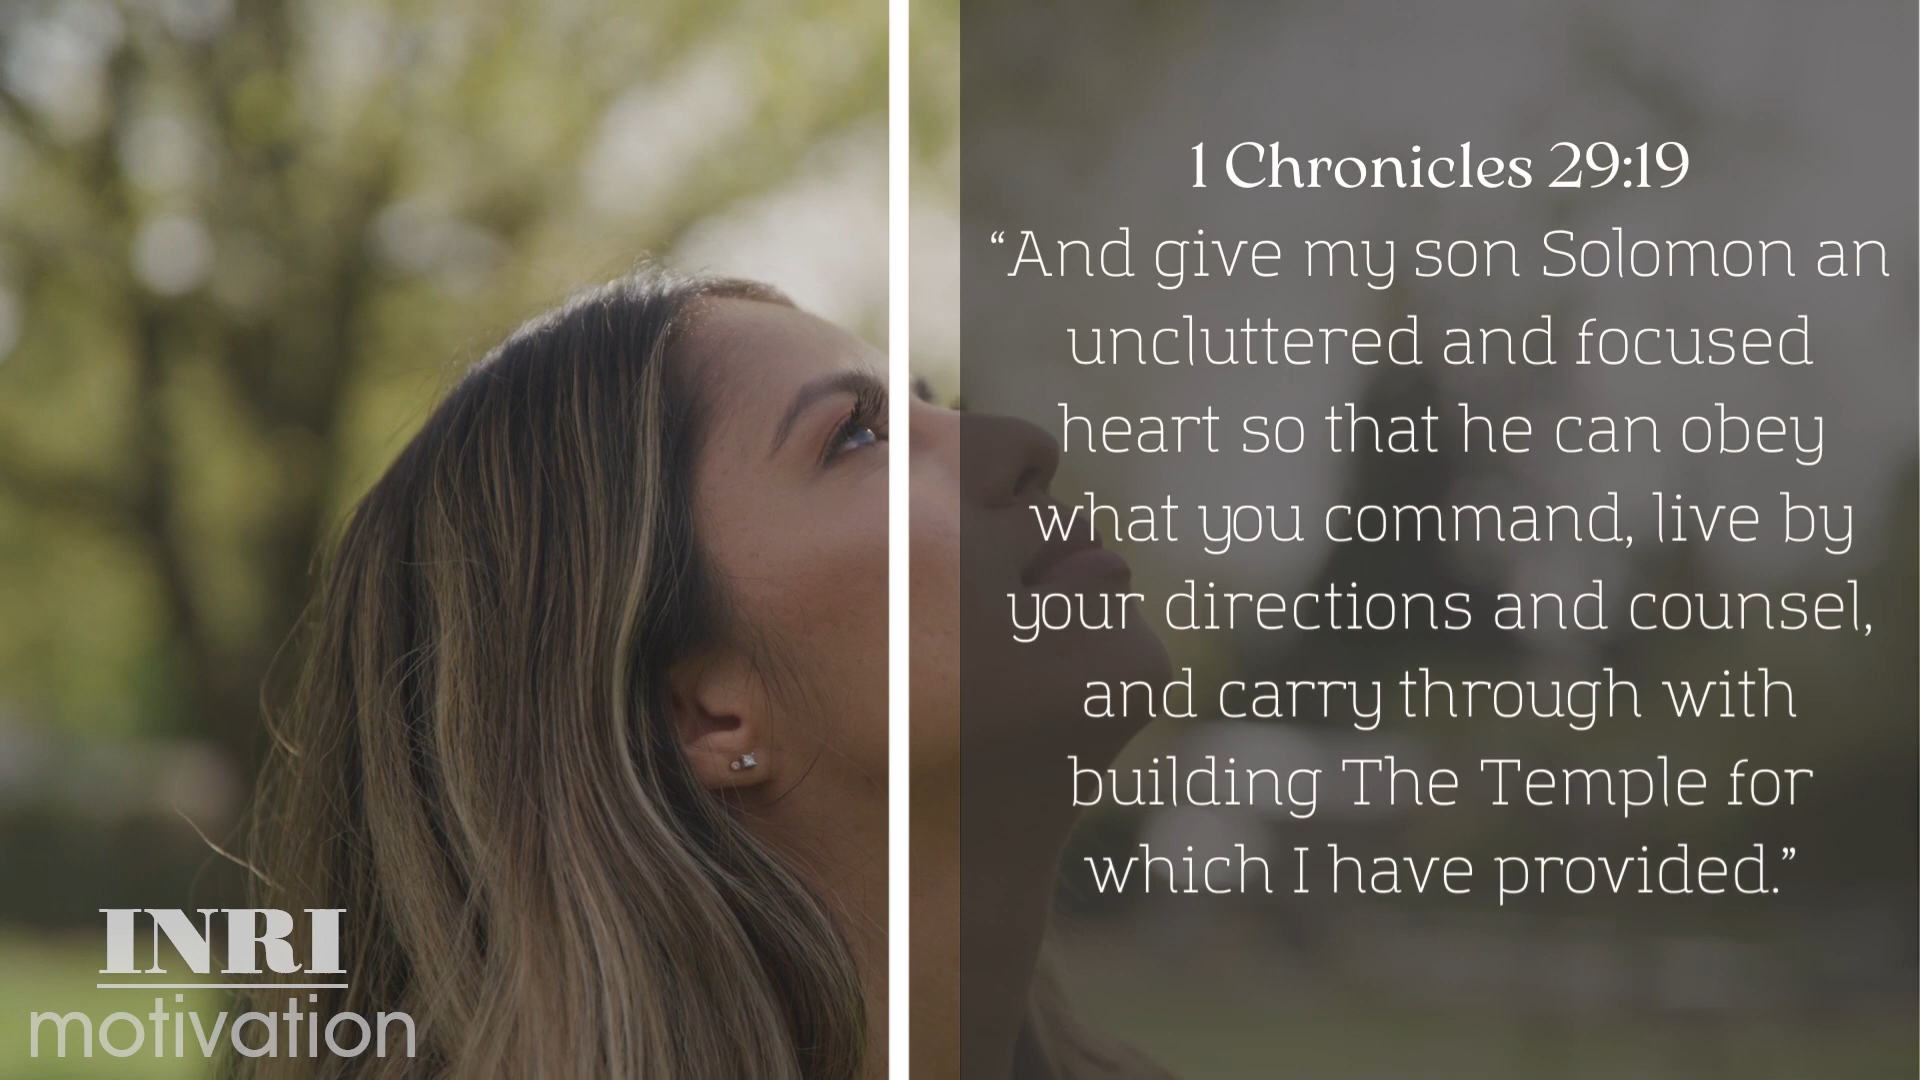 1 Chronicles 29:19
“And give my son Solomon an
uncluttered and focused
heart so that he can obey
what you command, live by
your directions and counsel,
and carry through with
building The Temple for
which I have provided.”
INRI
motivation